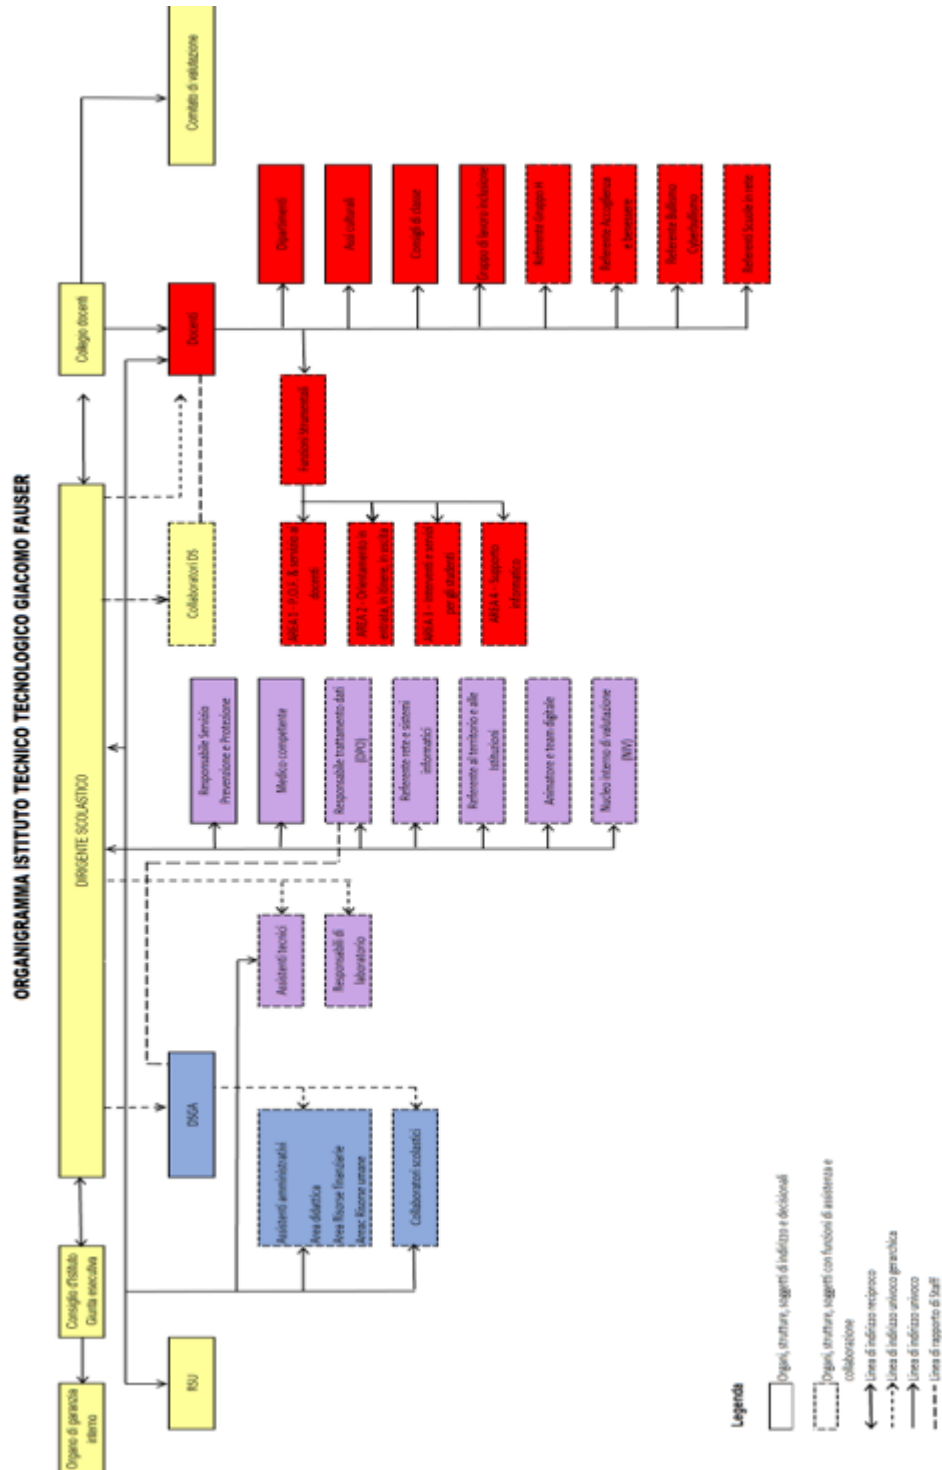 ORGANIGRAMMA ISTITUTO TECNICO TECNOLOGICO GIACOMO FAUSER
Organo di garanzia
interno
Consiglio d'Istituto
Giunta esecutiva
DIRIGENTE SCOLASTICO
Collegio docenti
RSU
DSGA
Collaboratori DS
Docenti
Comitato di valutazione
Assistenti amministrativi
Area didattica
Area Risorse finanziarie
Risorse umane
Collaboratori scolastici
Assistenti tecnici
Responsabili di
laboratorio
Responsabile Servizio
Prevenzione e Protezione
Medico competente
Responsabile trattamento dati
(DPO)
Referente rete e sistemi
informatici
Referente al territorio e alle
Istituzioni
Animatore e team digitale
Nucleo interno di valutazione
(NIV)
AREA 1 - P.O.F. & servizio ai
docenti
AREA 2 - Orientamento in
entrata, in itinere, in uscita
AREA 3 - Interventi e servizi
per gli studenti
AREA 4 - Supporto
informatico
Funzioni Strumentali
Dipartimenti
Assi culturali
Consigli di classe
Gruppo di lavoro inclusione
Referente Gruppo H
Referente Accoglienza
e benessere
Referente Bullismo
Cyberbullismo
Referenti Scuole in rete
Legenda
Organi, strutture, soggetti di indirizzo e decisionali
Organi, strutture, soggetti con funzioni di assistenza e
collaborazione
Linea di indirizzo reciproco
Linea di indirizzo univoco gerarchica
Linea di indirizzo univoco
Linea di rapporto di Staff